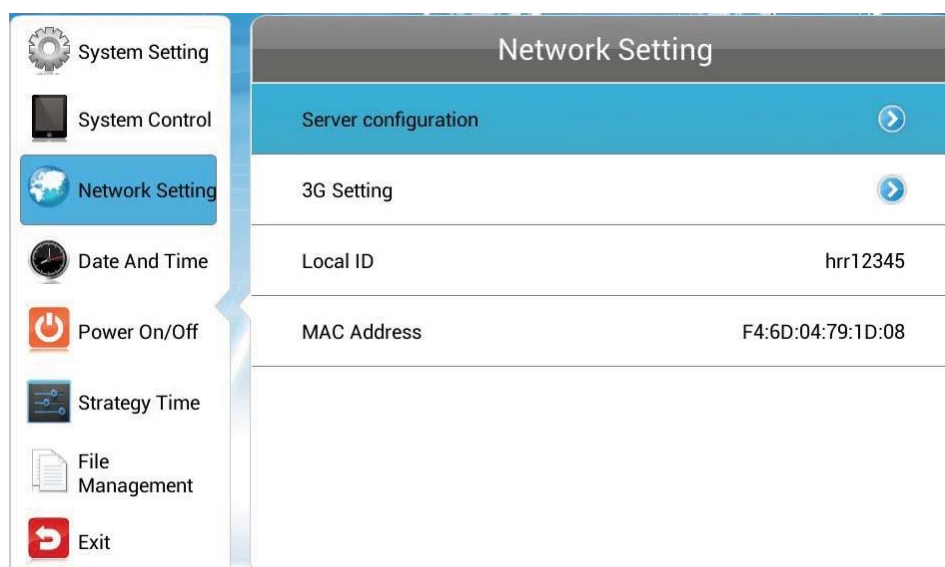 System Setting
System Control
Network Setting
Date And Time
Power On/Off
Strategy Time
File
Management
Exit
Network Setting
Server configuration
3G Setting
Local ID hrr12345
MAC Address F4:6D:04:79:1D:08